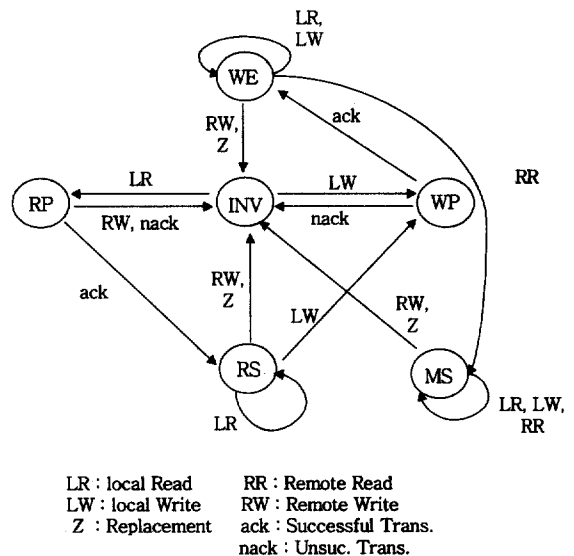 LR,
LW
WE
ack
RW,
Z
RR
LR
LW
RP
INV
WP
RW, nack
nack
ack
RW,
Z
LW
RW,
Z
RS
MS
LR
LR, LW,
RR
LR : local Read RR : Remote Read
LW : local Write RW : Remote Write
Z : Replacement ack : Successful Trans.
nack : Unsuc. Trans.